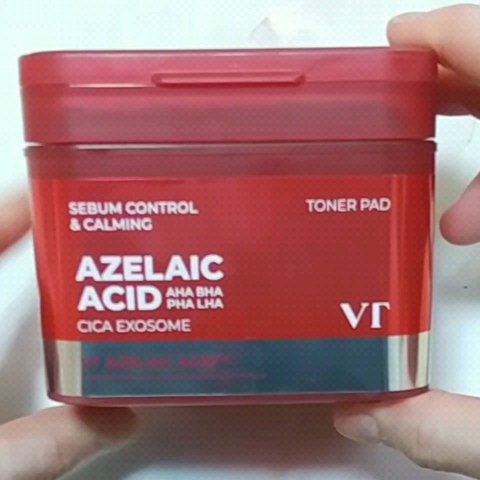 SEBUM CONTROL
& CALMING
TONER PAD
AZELAIC
ACID AHA BHA
PHA LHA
CICA EXOSOME
VT